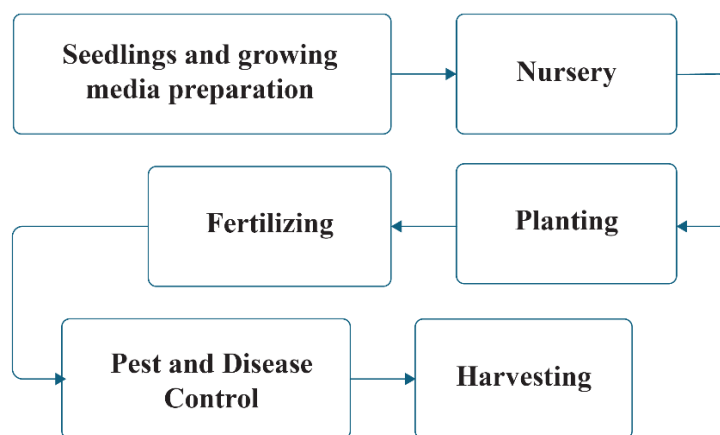 Seedlings and growing
media preparation
Nursery
Planting
Fertilizing
Pest and Disease
Control
Harvesting